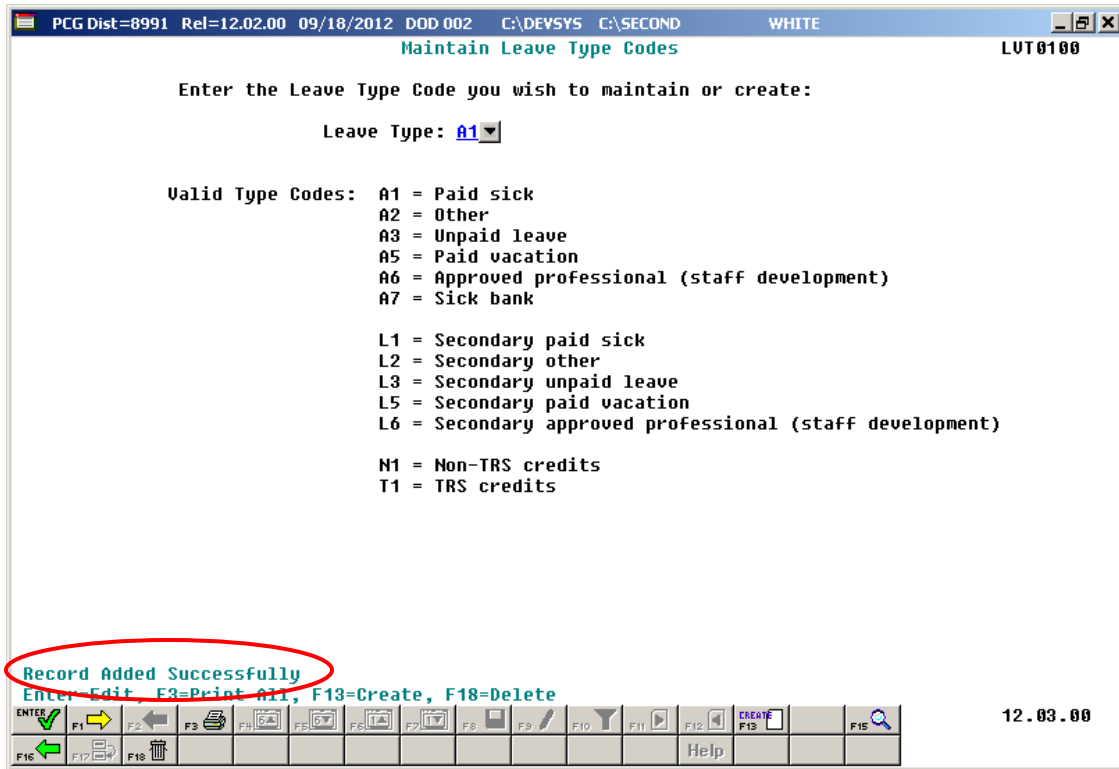 PCG Dist=8991 Rel=12.02.00 09/18/2012 DOD 002 C:\DEVSYS C:\SECOND WHITE
Maintain Leave Type Codes LVT0100
Enter the Leave Type Code you wish to maintain or create:
Leave Type: A1
Valid Type Codes: A1 = Paid sick
A2 = Other
A3 = Unpaid leave
A5 = Paid vacation
A6 = Approved professional (staff development)
A7 = Sick bank
L1 = Secondary paid sick
L2 = Secondary other
L3 = Secondary unpaid leave
L5 = Secondary paid vacation
L6 = Secondary approved professional (staff development)
N1 = Non-TRS credits
T1 = TRS credits
Record Added Successfully
Enter=Edit, F3=Print All, F13=Create, F18=Delete
ENTER F1 F2 F3 F4 F5 F6 F7 F8 F9 F10 F11 F12 CREATE F13 F15 12.03.00
F16 F17 F18 Help